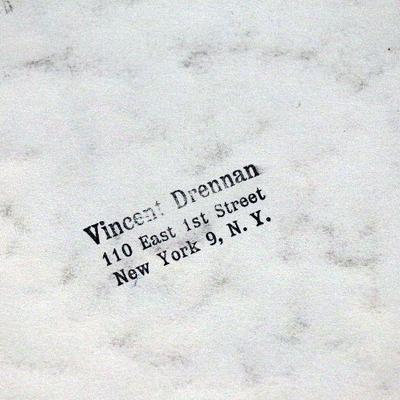 Vincent Drennan
110 East 1st Street
New York 9, N. Y.